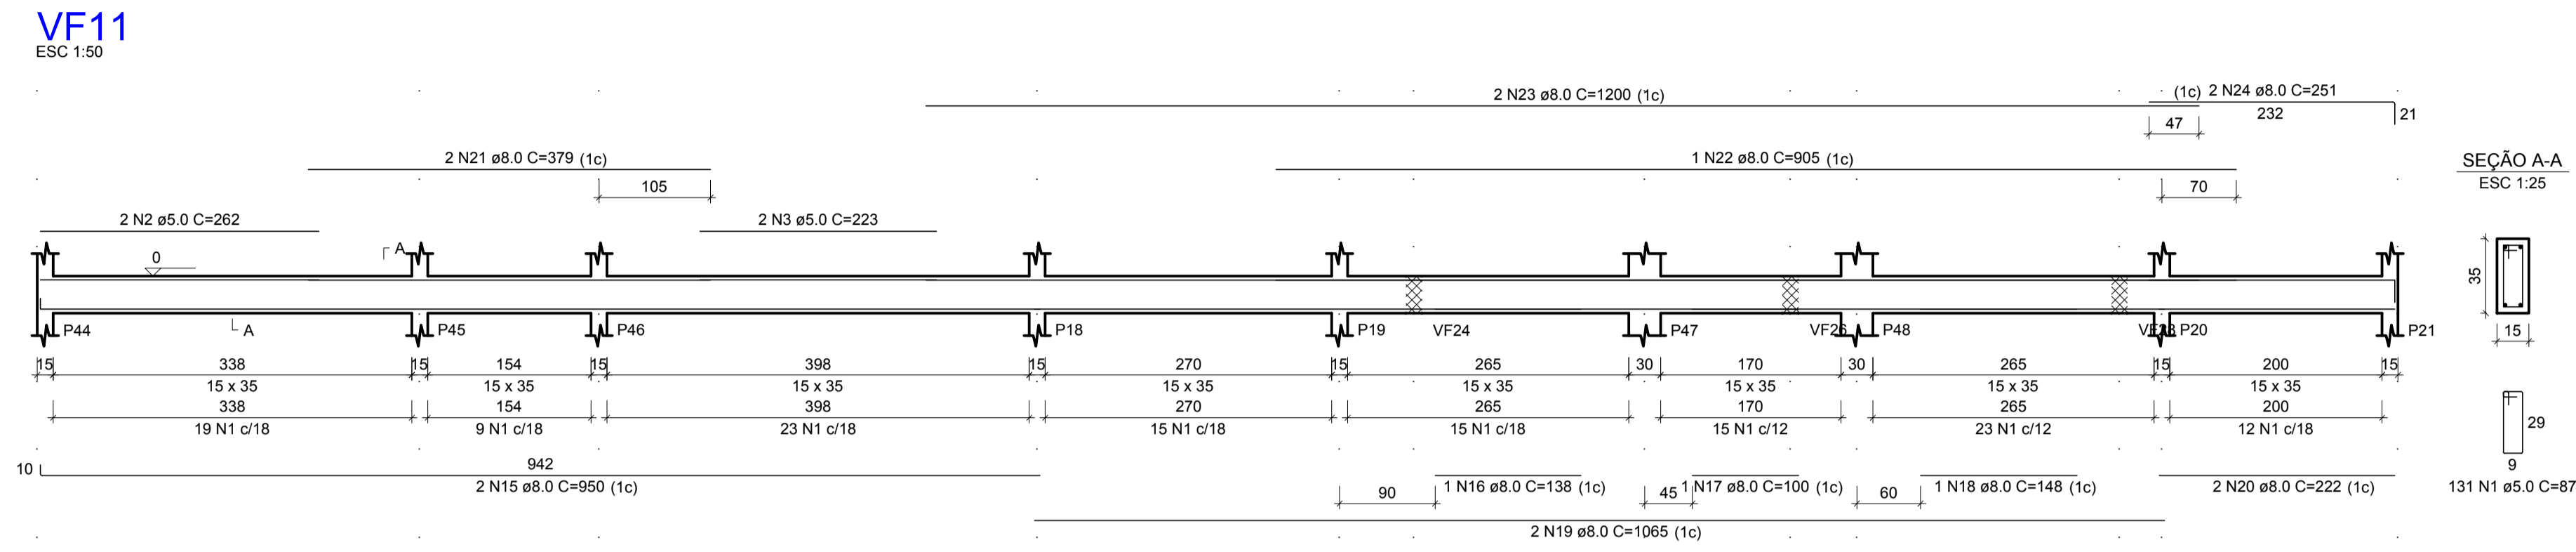 VF11
ESC 1:50
2 N23 ø8.0 C=1200 (1c)
(1c) 2 N24 ø8.0 C=251
232
21
47
2 N21 ø8.0 C=379 (1c)
1 N22 ø8.0 C=905 (1c)
105
70
SEÇÃO A-A
ESC 1:25
2 N2 ø5.0 C=262
2 N3 ø5.0 C=223
0
A
35
15
P44
A
P45
P46
P18
P19
VF24
P47
VF26
P48
P20
P21
15 338 15 154 15 398 15 270 15 265 30 170 30 265 15 200 15
15 x 35 15 x 35 15 x 35 15 x 35 15 x 35 15 x 35 15 x 35 15 x 35
338 154 398 270 265 170 265 200
19 N1 c/18 9 N1 c/18 23 N1 c/18 15 N1 c/18 15 N1 c/18 15 N1 c/12 23 N1 c/12 12 N1 c/18
29
9
131 N1 ø5.0 C=87
10
942
2 N15 ø8.0 C=950 (1c)
90
1 N16 ø8.0 C=138 (1c)
45
1 N17 ø8.0 C=100 (1c)
60
1 N18 ø8.0 C=148 (1c)
2 N20 ø8.0 C=222 (1c)
2 N19 ø8.0 C=1065 (1c)